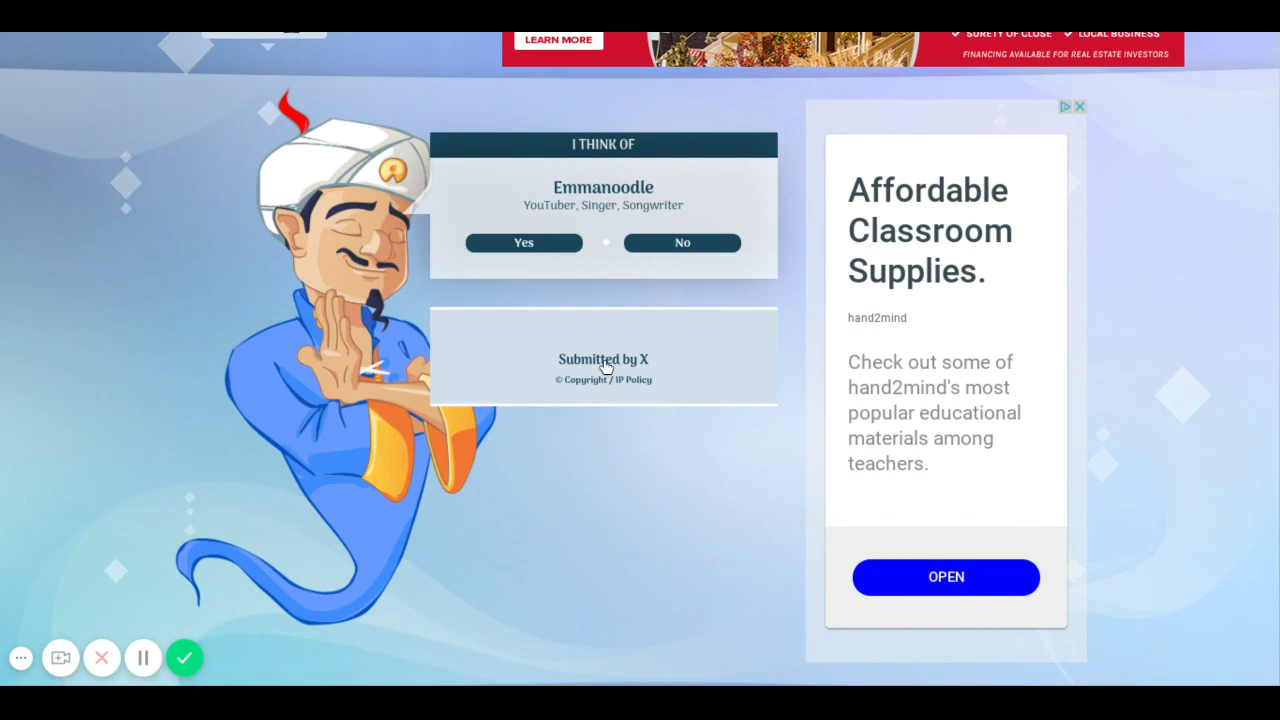 LEARN MORE
SURETY OF CLOSE
LOCAL BUSINESS
FINANCING AVAILABLE FOR REAL ESTATE INVESTORS
I THINK OF
Emmanoodle
YouTuber, Singer, Songwriter
Yes
No
Submitted by X
© Copyright / IP Policy
Affordable
Classroom
Supplies.
hand2mind
Check out some of
hand2mind's most
popular educational
materials among
teachers.
OPEN